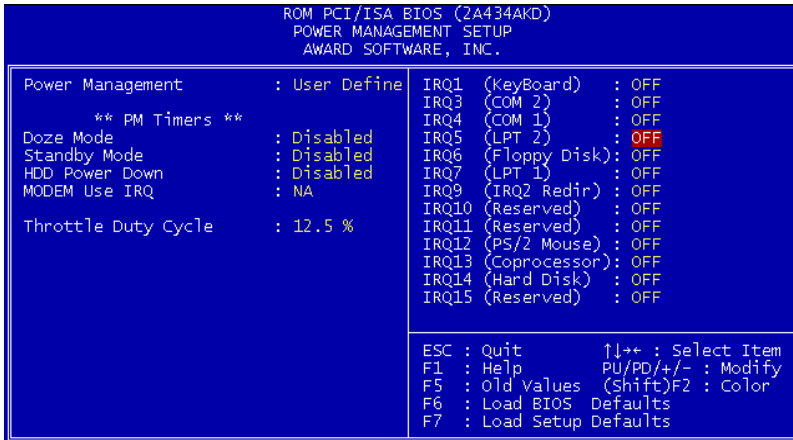 ROM PCI/ISA BIOS (2A434AKD)
POWER MANAGEMENT SETUP
AWARD SOFTWARE, INC.
Power Management : User Define
** PM Timers **
Doze Mode : Disabled
Standby Mode : Disabled
HDD Power Down : Disabled
MODEM Use IRQ : NA
Throttle Duty Cycle : 12.5 %
IRQ1 (KeyBoard) : OFF
IRQ3 (COM 2) : OFF
IRQ4 (COM 1) : OFF
IRQ5 (LPT 2) : OFF
IRQ6 (Floppy Disk): OFF
IRQ7 (LPT 1) : OFF
IRQ9 (IRQ2 Redir) : OFF
IRQ10 (Reserved) : OFF
IRQ11 (Reserved) : OFF
IRQ12 (PS/2 Mouse) : OFF
IRQ13 (Coprocessor): OFF
IRQ14 (Hard Disk) : OFF
IRQ15 (Reserved) : OFF
ESC : Quit ↑↓→← : Select Item
F1 : Help PU/PD/+/- : Modify
F5 : Old Values (Shift)F2 : Color
F6 : Load BIOS Defaults
F7 : Load Setup Defaults